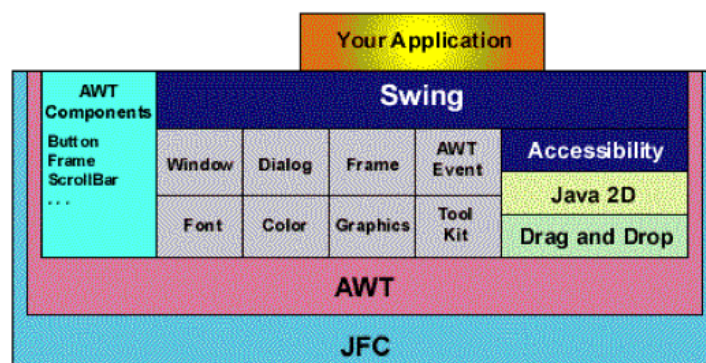 Your Application
AWT
Components
Button
Frame
ScrollBar
. . .
Swing
Window
Dialog
Frame
AWT
Event
Accessibility
Java 2D
Font
Color
Graphics
Tool
Kit
Drag and Drop
AWT
JFC